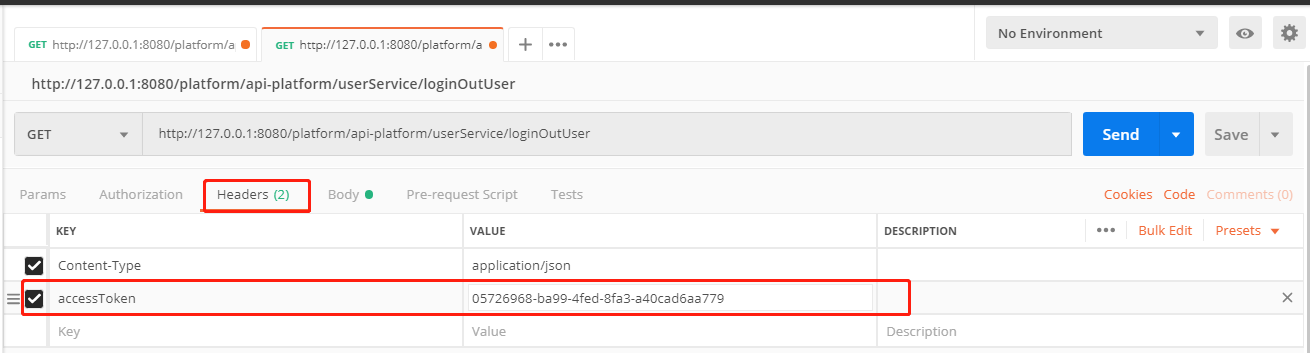 GET http://127.0.0.1:8080/platform/a GET http://127.0.0.1:8080/platform/a + ••• No Environment
http://127.0.0.1:8080/platform/api-platform/userService/loginOutUser
GET http://127.0.0.1:8080/platform/api-platform/userService/loginOutUser Send Save
Params Authorization Headers (2) Body Pre-request Script Tests Cookies Code Comments (0)
KEY VALUE DESCRIPTION ••• Bulk Edit Presets
Content-Type application/json
accessToken 05726968-ba99-4fed-8fa3-a40cad6aa779
Key Value Description